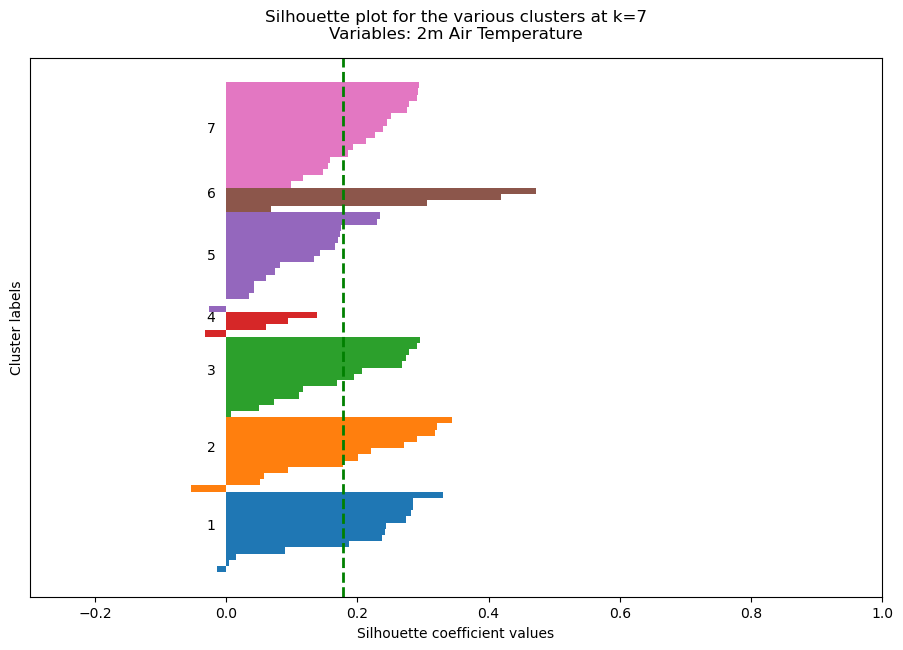 Silhouette plot for the various clusters at k=7
Variables: 2m Air Temperature
Cluster labels
7
6
5
4
3
2
1
−0.2 0.0 0.2 0.4 0.6 0.8 1.0
Silhouette coefficient values